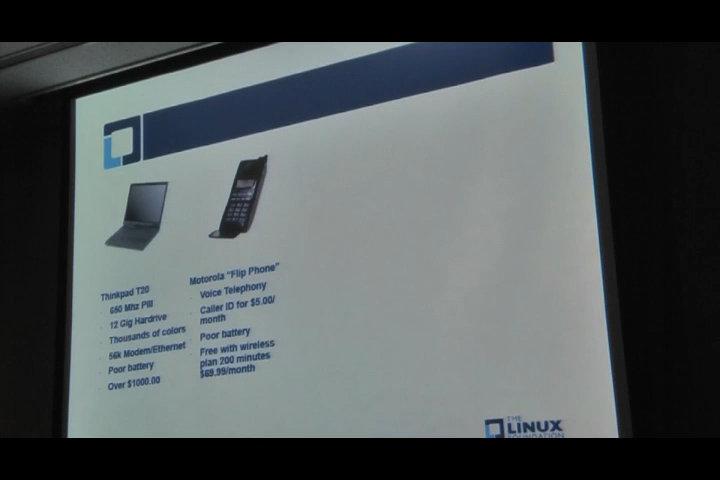 Thinkpad T20
650 Mhz PIII
12 Gig Hardrive
Thousands of colors
56k Modem/Ethernet
Poor battery
Over $1000.00
Motorola "Flip Phone"
Voice Telephony
Caller ID for $5.00/
month
Poor battery
Free with wireless
plan 200 minutes
$69.99/month
THE
LINUX
FOUNDATION